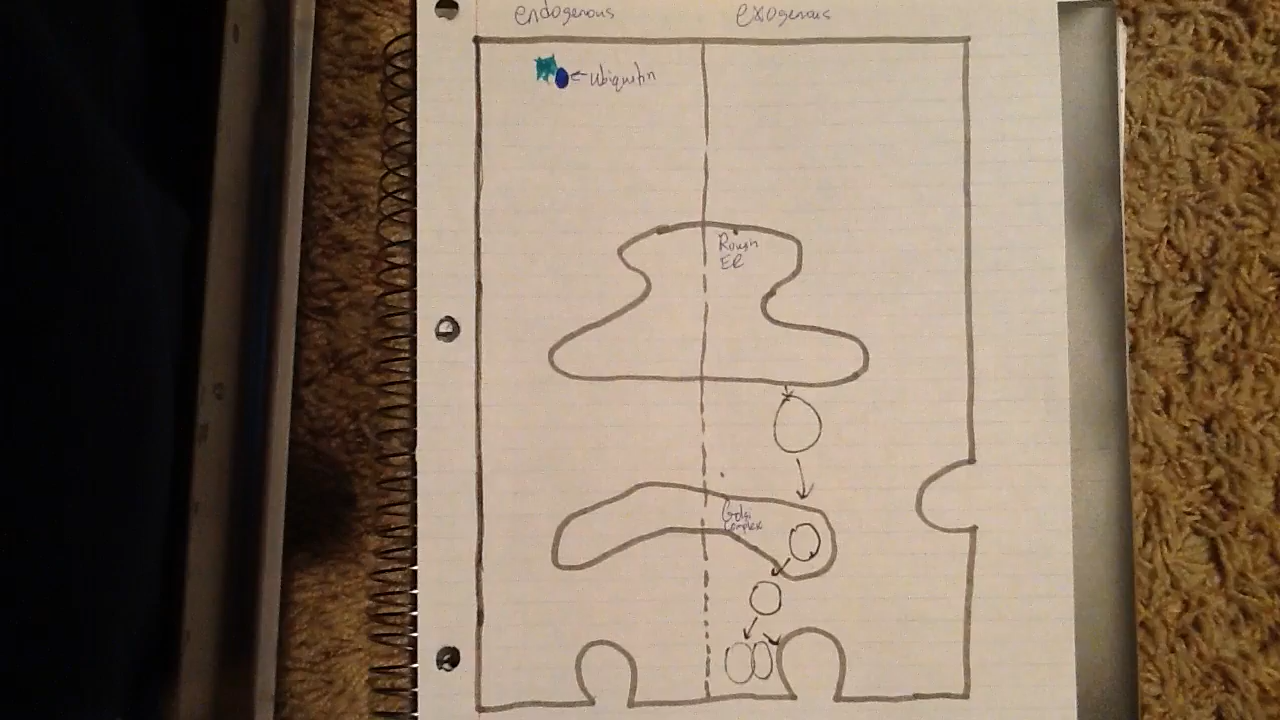 endogenous
exogenous
ubiquitin
Rough
ER
Golgi
Complex